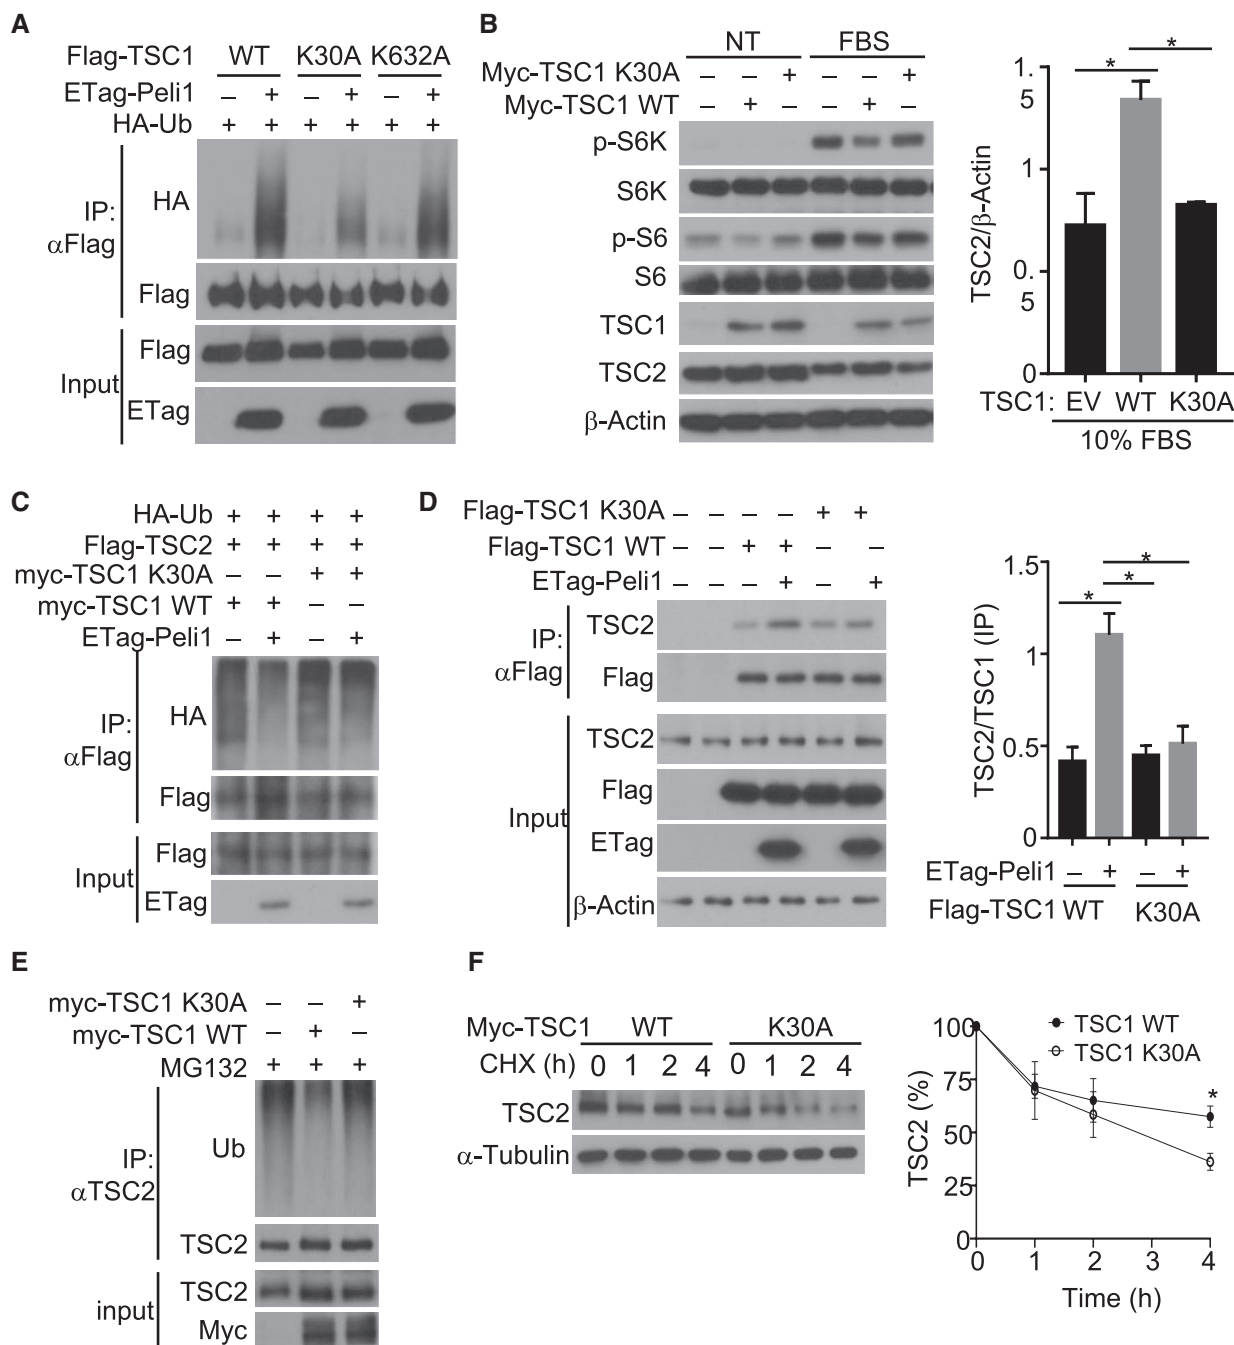 A
Flag-TSC1 WT K30A K632A
ETag-Peli1 – + – + – +
HA-Ub + + + + + +
IP: αFlag
HA
Flag
Input
Flag
ETag
B
NT FBS
Myc-TSC1 K30A – – + – – +
Myc-TSC1 WT – + – – + –
p-S6K
S6K
p-S6
S6
TSC1
TSC2
β-Actin
TSC2/β-Actin
1.
5
1
0.
5
0
* *
TSC1: EV WT K30A
10% FBS
C
HA-Ub + + + +
Flag-TSC2 + + + +
myc-TSC1 K30A – – + +
myc-TSC1 WT + + – –
ETag-Peli1 – + – +
IP:
αFlag
HA
Flag
Input
Flag
ETag
D
Flag-TSC1 K30A – – – – + +
Flag-TSC1 WT – – + + – –
ETag-Peli1 – – – + – +
IP:
αFlag
TSC2
Flag
Input
TSC2
Flag
ETag
β-Actin
TSC2/TSC1 (IP)
1.5
1
0.5
0
* * *
ETag-Peli1 – + – +
Flag-TSC1 WT K30A
E
myc-TSC1 K30A – – +
myc-TSC1 WT – + –
MG132 + + +
IP:
αTSC2
Ub
TSC2
input
TSC2
Myc
F
Myc-TSC1 WT K30A
CHX (h) 0 1 2 4 0 1 2 4
TSC2
α-Tubulin
TSC2 (%)
100
75
50
25
0
TSC1 WT
TSC1 K30A
*
0 1 2 3 4
Time (h)